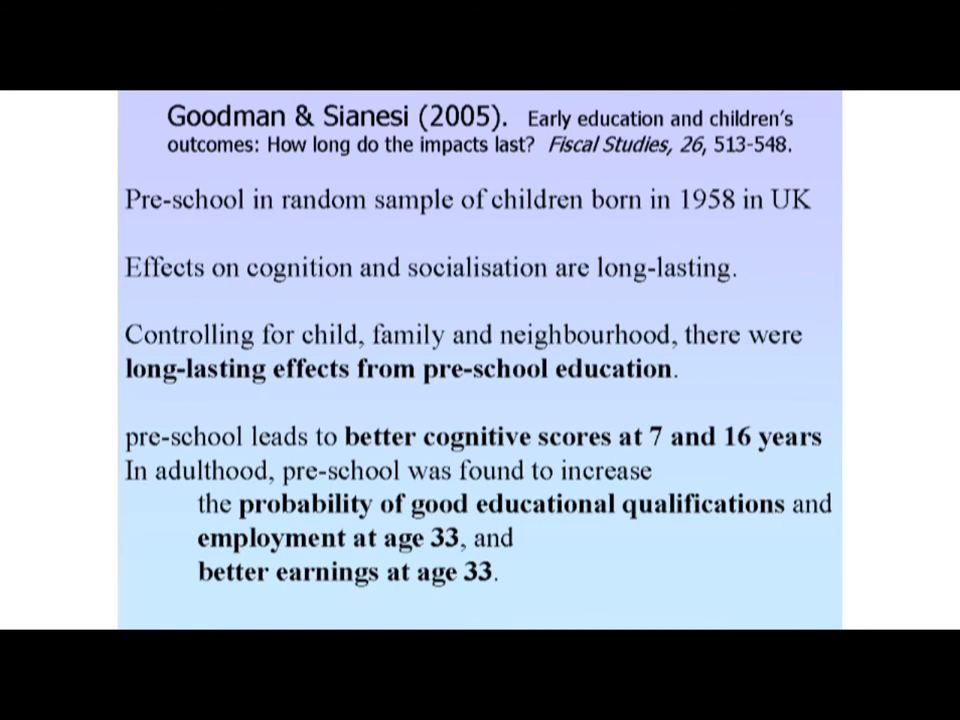 Goodman & Sianesi (2005). Early education and children's
outcomes: How long do the impacts last? Fiscal Studies, 26, 513-548.
Pre-school in random sample of children born in 1958 in UK
Effects on cognition and socialisation are long-lasting.
Controlling for child, family and neighbourhood, there were
long-lasting effects from pre-school education.
pre-school leads to better cognitive scores at 7 and 16 years
In adulthood, pre-school was found to increase
the probability of good educational qualifications and
employment at age 33, and
better earnings at age 33.